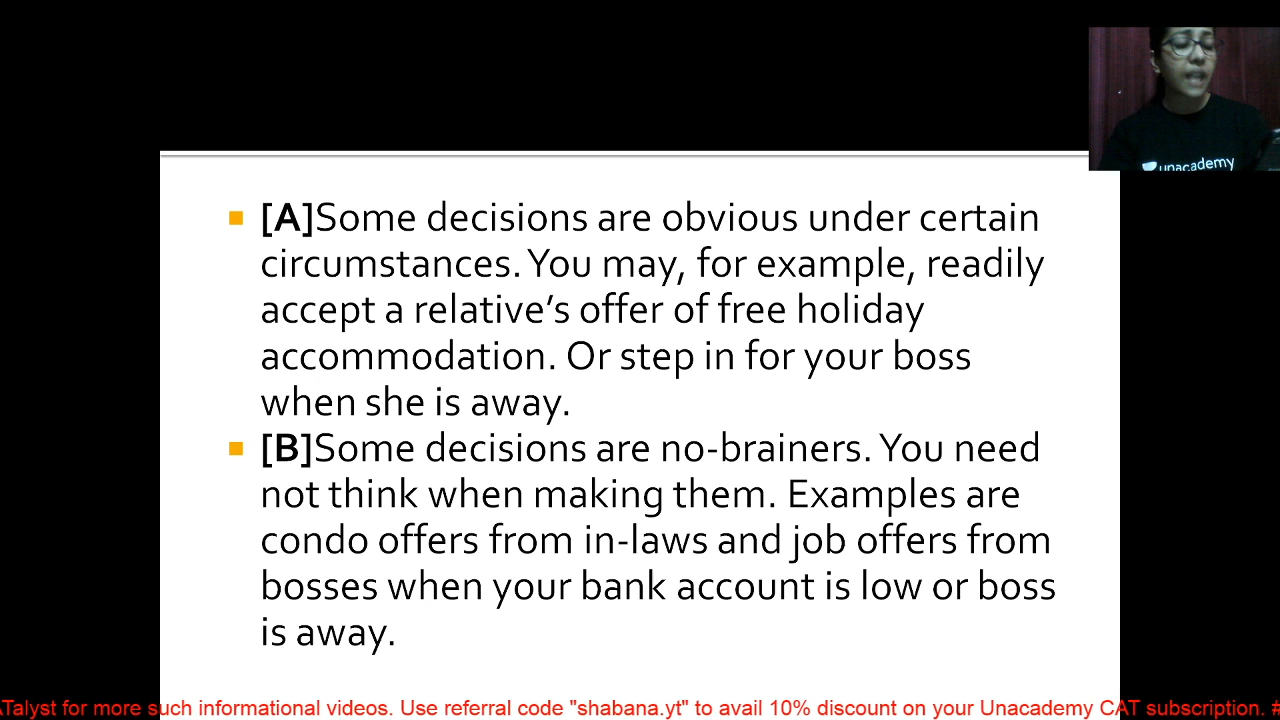 unacademy
[A]Some decisions are obvious under certain
circumstances. You may, for example, readily
accept a relative’s offer of free holiday
accommodation. Or step in for your boss
when she is away.
[B]Some decisions are no-brainers. You need
not think when making them. Examples are
condo offers from in-laws and job offers from
bosses when your bank account is low or boss
is away.
ATalyst for more such informational videos. Use referral code "shabana.yt" to avail 10% discount on your Unacademy CAT subscription. #